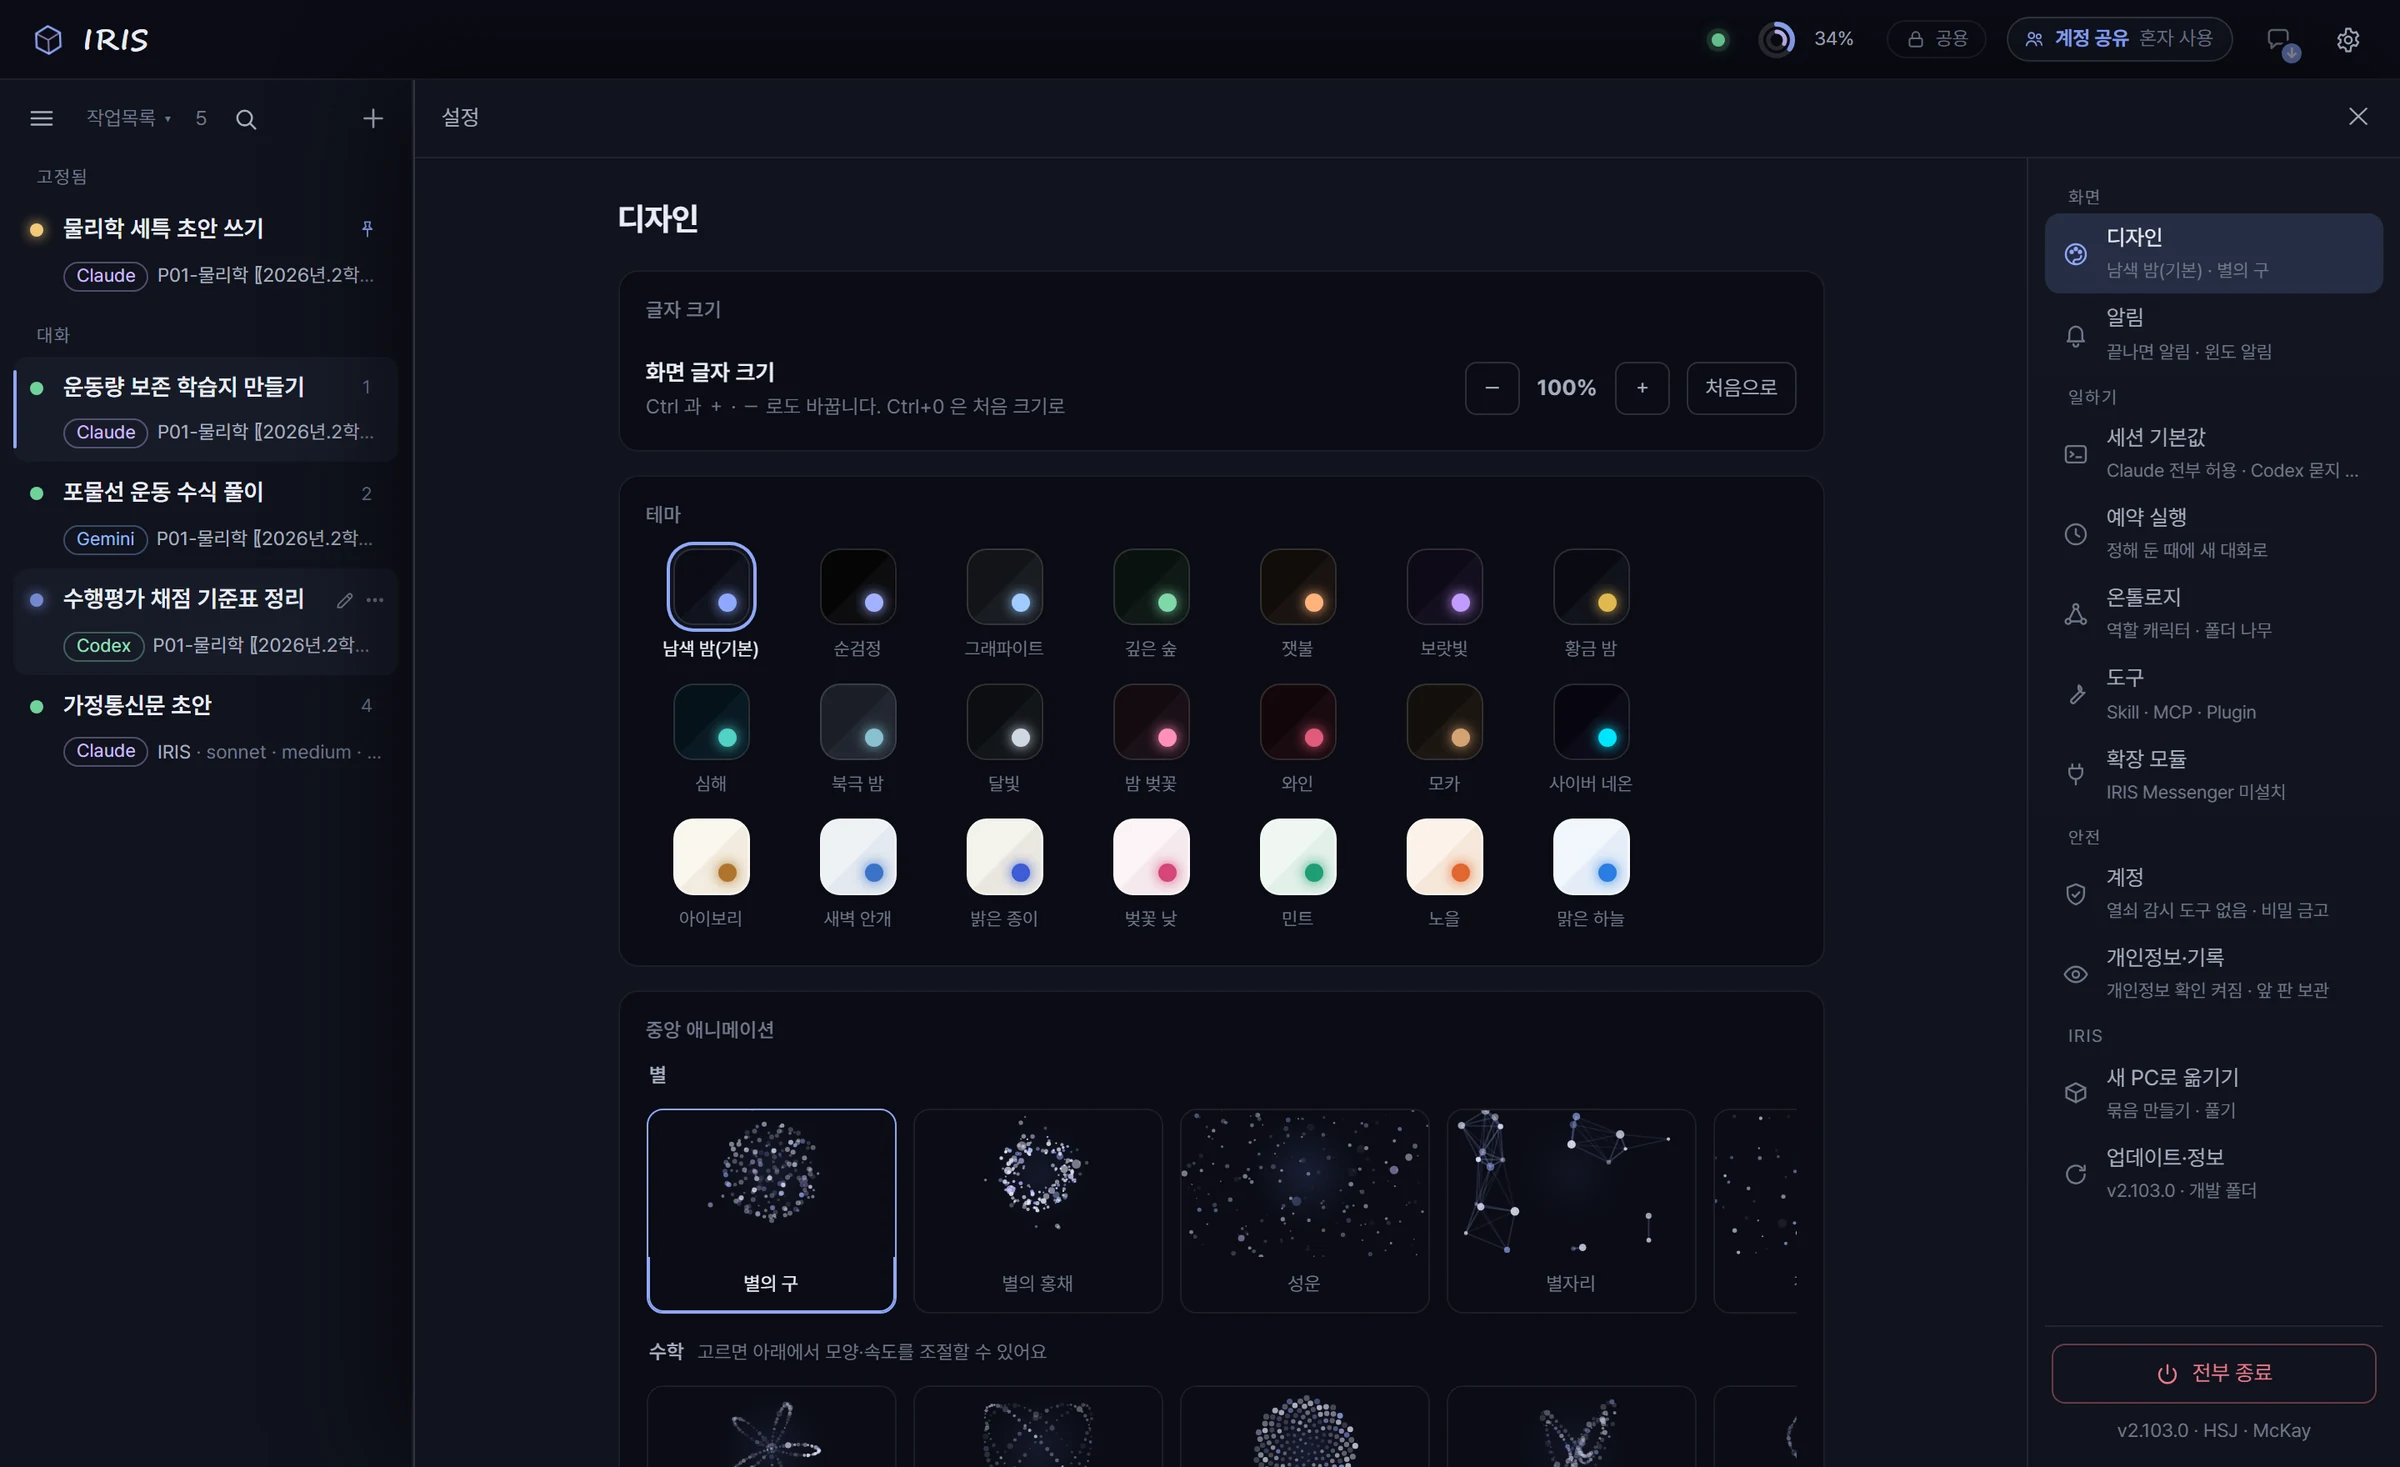 IRIS
34%
공용
계정 공유 혼자 사용
작업목록 ▾ 5
고정됨
물리학 세특 초안 쓰기
Claude P01-물리학 〖2026년.2학...
대화
운동량 보존 학습지 만들기 1
Claude P01-물리학 〖2026년.2학...
포물선 운동 수식 풀이 2
Gemini P01-물리학 〖2026년.2학...
수행평가 채점 기준표 정리
Codex P01-물리학 〖2026년.2학...
가정통신문 초안 4
Claude IRIS · sonnet · medium · ...
설정
디자인
글자 크기
화면 글자 크기
Ctrl 과 + · − 로도 바꿉니다. Ctrl+0 은 처음 크기로
− 100% + 처음으로
테마
남색 밤(기본) 순검정 그래파이트 깊은 숲 잿불 보랏빛 황금 밤
심해 북극 밤 달빛 밤 벚꽃 와인 모카 사이버 네온
아이보리 새벽 안개 밝은 종이 벚꽃 낮 민트 노을 맑은 하늘
중앙 애니메이션
별
별의 구 별의 홍채 성운 별자리
수학 고르면 아래에서 모양·속도를 조절할 수 있어요
화면
디자인
남색 밤(기본) · 별의 구
알림
끝나면 알림 · 윈도 알림
일하기
세션 기본값
Claude 전부 허용 · Codex 묻지 ...
예약 실행
정해 둔 때에 새 대화로
온톨로지
역할 캐릭터 · 폴더 나무
도구
Skill · MCP · Plugin
확장 모듈
IRIS Messenger 미설치
안전
계정
열쇠 감시 도구 없음 · 비밀 금고
개인정보·기록
개인정보 확인 켜짐 · 앞 판 보관
IRIS
새 PC로 옮기기
묶음 만들기 · 풀기
업데이트·정보
v2.103.0 · 개발 폴더
전부 종료
v2.103.0 · HSJ · McKay